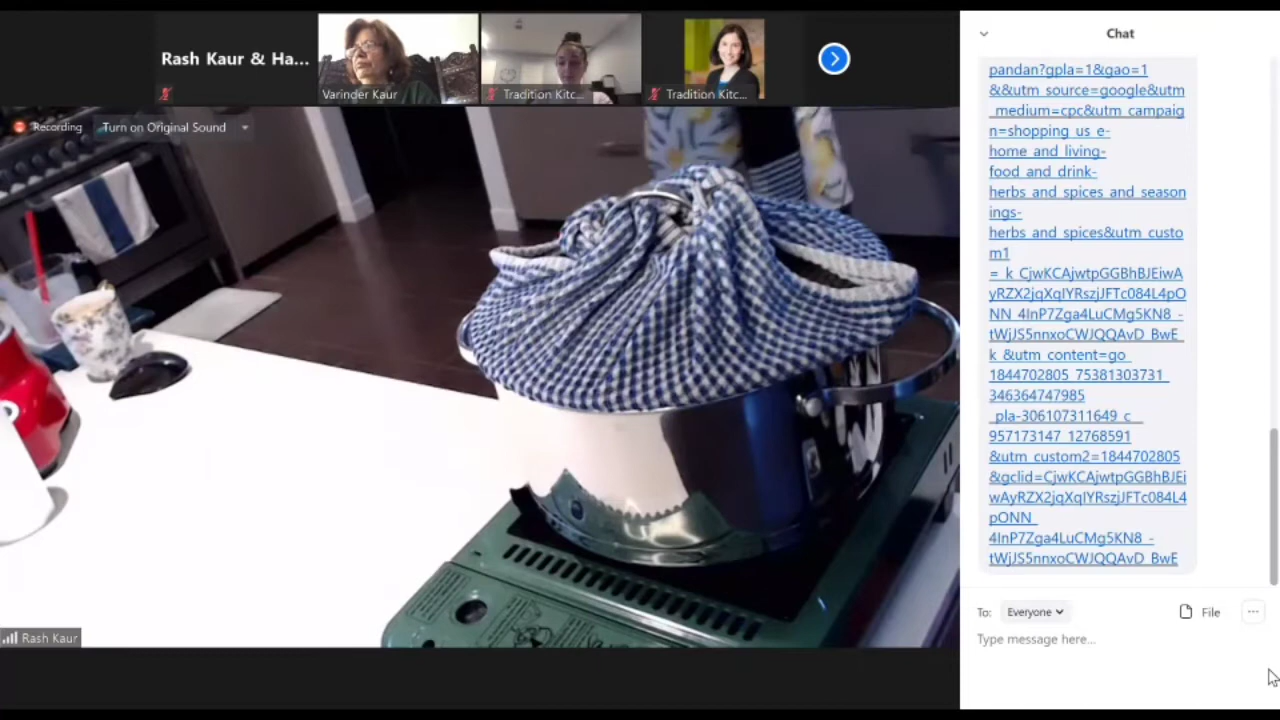 Rash Kaur & Ha...
Varinder Kaur
Tradition Kitc...
Tradition Kitc...
Recording
Turn on Original Sound
Rash Kaur
Chat
pandan?gpla=1&gao=1
&&utm_source=google&utm
_medium=cpc&utm_campaig
n=shopping_us_e-
home_and_living-
food_and_drink-
herbs_and_spices_and_season
ings-
herbs_and_spices&utm_custo
m1
=_k_CjwKCAjwtpGGBhBJEiwA
yRZX2jqXqIYRszjJFTc084L4pO
NN_4InP7Zga4LuCMg5KN8_-
tWjJS5nnxoCWJQQAvD_BwE_
k_&utm_content=go_
1844702805_75381303731_
346364747985
_pla-306107311649_c__
957173147_12768591
&utm_custom2=1844702805
&gclid=CjwKCAjwtpGGBhBJEi
wAyRZX2jqXqIYRszjJFTc084L4
pONN_
4InP7Zga4LuCMg5KN8_-
tWjJS5nnxoCWJQQAvD_BwE
To: Everyone
File
Type message here...